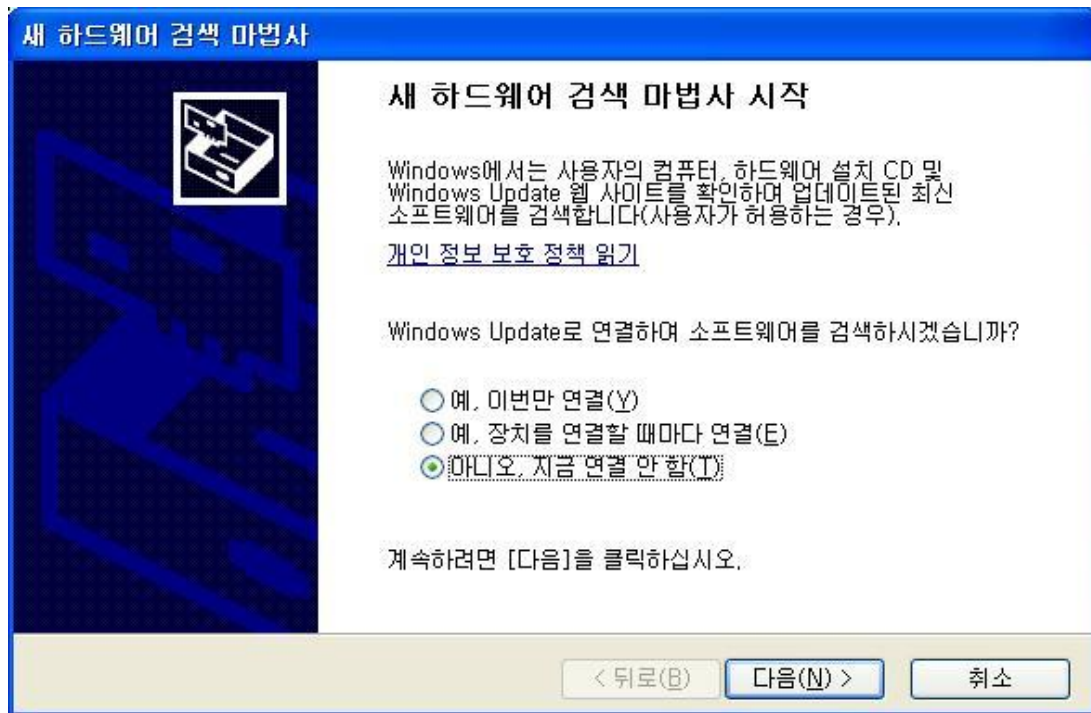 새 하드웨어 검색 마법사
새 하드웨어 검색 마법사 시작
Windows에서는 사용자의 컴퓨터, 하드웨어 설치 CD 및
Windows Update 웹 사이트를 확인하여 업데이트된 최신
소프트웨어를 검색합니다(사용자가 허용하는 경우).
개인 정보 보호 정책 읽기
Windows Update로 연결하여 소프트웨어를 검색하시겠습니까?
예, 이번만 연결(Y)
예, 장치를 연결할 때마다 연결(E)
아니오, 지금 연결 안 함(T)
계속하려면 [다음]을 클릭하십시오.
< 뒤로(B) 다음(N) > 취소